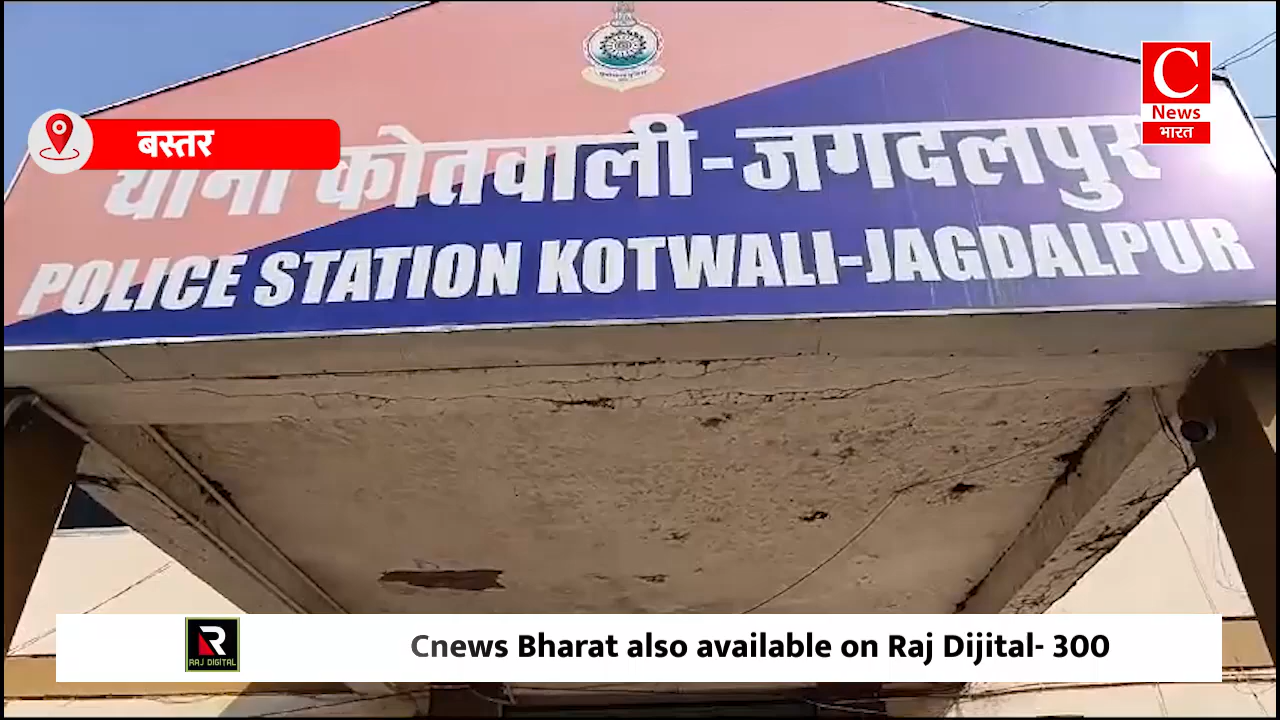 बस्तर
C
News
भारत
थाना कोतवाली-जगदलपुर
POLICE STATION KOTWALI-JAGDALPUR
R
RAJ DIGITAL
Cnews Bharat also available on Raj Dijital- 300